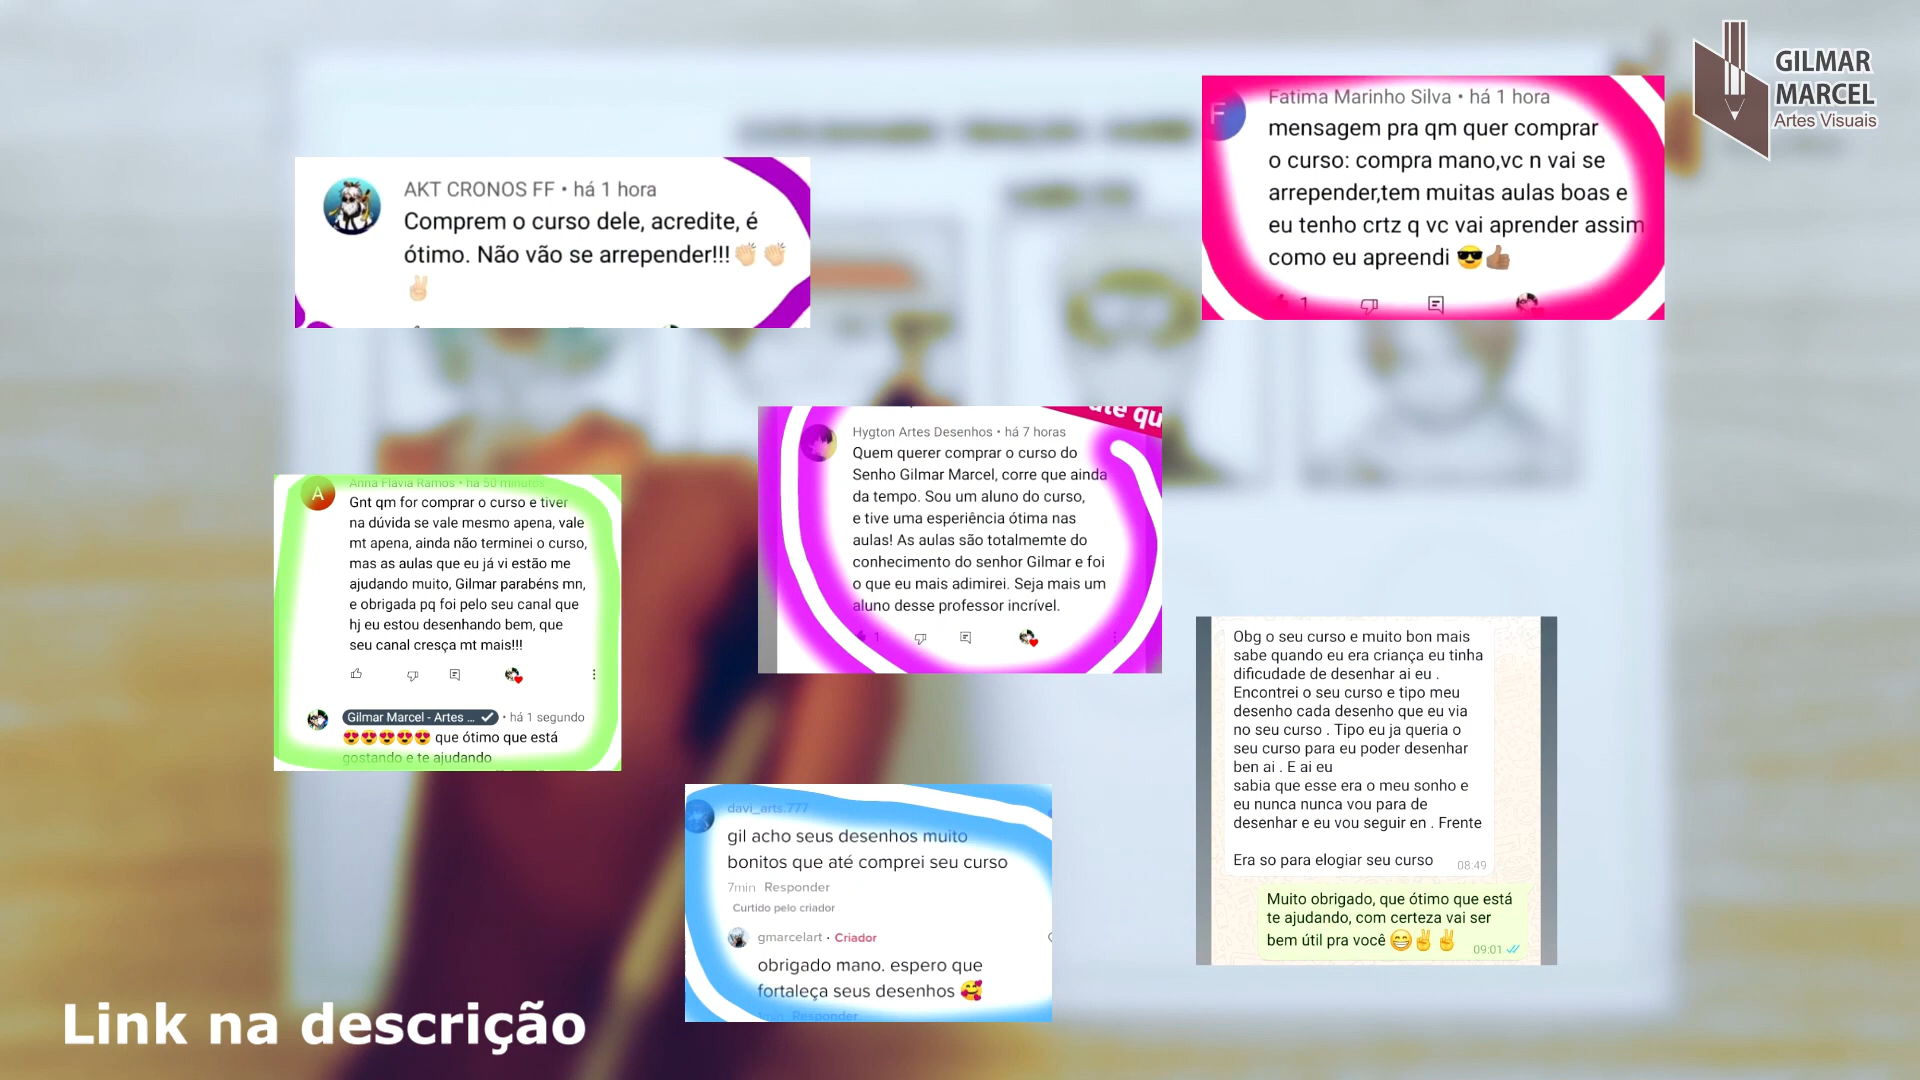 GILMAR
MARCEL
Artes Visuais
Fatima Marinho Silva • há 1 hora
F
mensagem pra qm quer comprar
o curso: compra mano,vc n vai se
arrepender,tem muitas aulas boas e
eu tenho crtz q vc vai aprender assim
como eu apreendi 😎👍🏽
1
AKT CRONOS FF • há 1 hora
Comprem o curso dele, acredite, é
ótimo. Não vão se arrepender!!!👏🏻👏🏻
✌🏻
até qu
Hygton Artes Desenhos • há 7 horas
Quem querer comprar o curso do
Senho Gilmar Marcel, corre que ainda
da tempo. Sou um aluno do curso,
e tive uma esperiência ótima nas
aulas! As aulas são totalmemte do
conhecimento do senhor Gilmar e foi
o que eu mais adimirei. Seja mais um
aluno desse professor incrível.
1
Anna Flávia Ramos • há 50 minutos
A
Gnt qm for comprar o curso e tiver
na dúvida se vale mesmo apena, vale
mt apena, ainda não terminei o curso,
mas as aulas que eu já vi estão me
ajudando muito, Gilmar parabéns mn,
e obrigada pq foi pelo seu canal que
hj eu estou desenhando bem, que
seu canal cresça mt mais!!!
Gilmar Marcel - Artes ... • há 1 segundo
😍😍😍😍😍 que ótimo que está
gostando e te ajudando
Obg o seu curso e muito bon mais
sabe quando eu era criança eu tinha
dificudade de desenhar ai eu .
Encontrei o seu curso e tipo meu
desenho cada desenho que eu via
no seu curso . Tipo eu ja queria o
seu curso para eu poder desenhar
ben ai . E ai eu
sabia que esse era o meu sonho e
eu nunca nunca vou para de
desenhar e eu vou seguir en . Frente
Era so para elogiar seu curso 08:49
Muito obrigado, que ótimo que está
te ajudando, com certeza vai ser
bem útil pra você 😁✌✌ 09:01
davi_arts.777
gil acho seus desenhos muito
bonitos que até comprei seu curso
7min Responder
Curtido pelo criador
gmarcelart · Criador
obrigado mano. espero que
fortaleça seus desenhos 🥰
1min Responder
Link na descrição